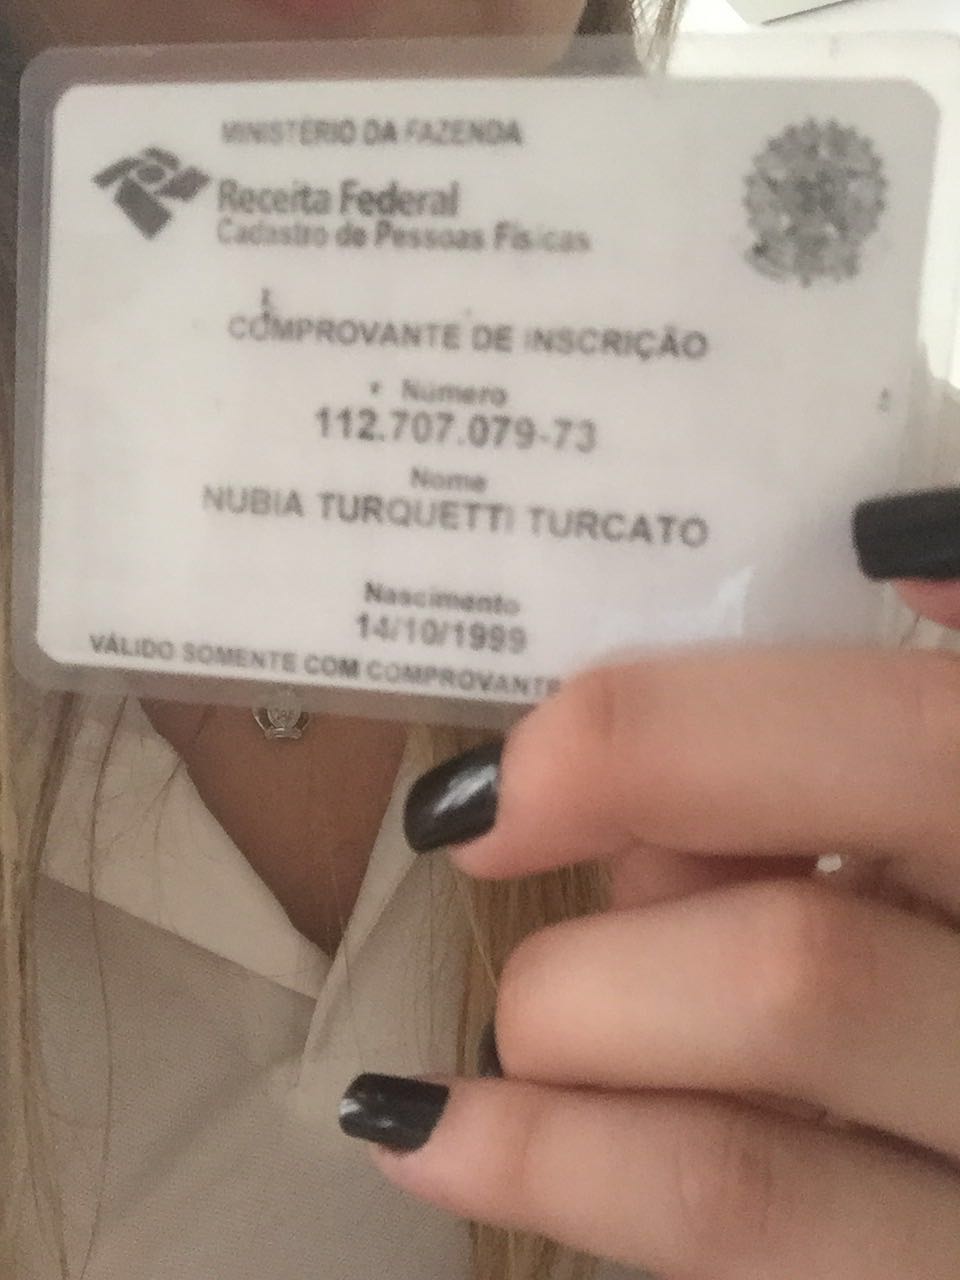 MINISTÉRIO DA FAZENDA
Receita Federal
Cadastro de Pessoas Físicas
COMPROVANTE DE INSCRIÇÃO
Número
112.707.079-73
Nome
NUBIA TURQUETTI TURCATO
Nascimento
14/10/1999
VÁLIDO SOMENTE COM COMPROVANTE